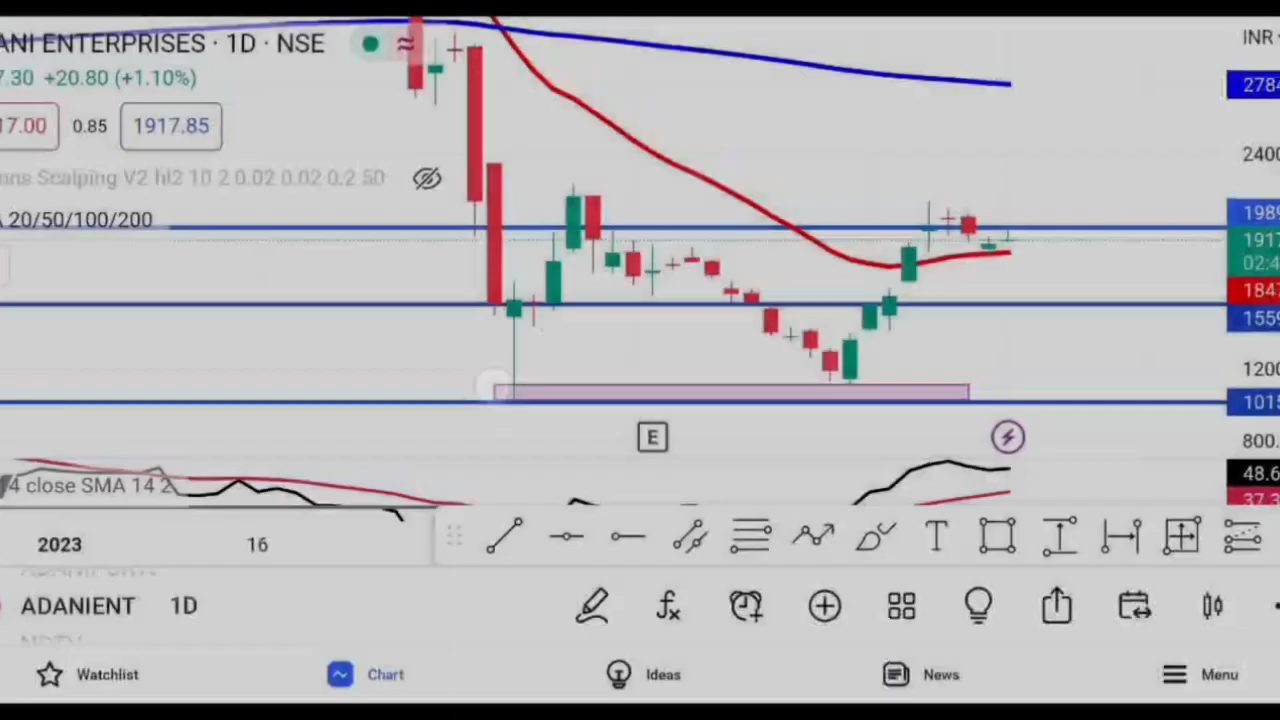 ANI ENTERPRISES · 1D · NSE
INR
7.30 +20.80 (+1.10%)
2784
17.00 0.85 1917.85
2400
Scalping V2 hl2 10 2 0.02 0.02 0.2 50
20/50/100/200
1989
1917
02:4
1847
1559
1200
1015
E
800.
48.6
37.3
14 close SMA 14 2
2023 16
T
ADANIENT 1D
fx
NDTV
Watchlist Chart Ideas News Menu